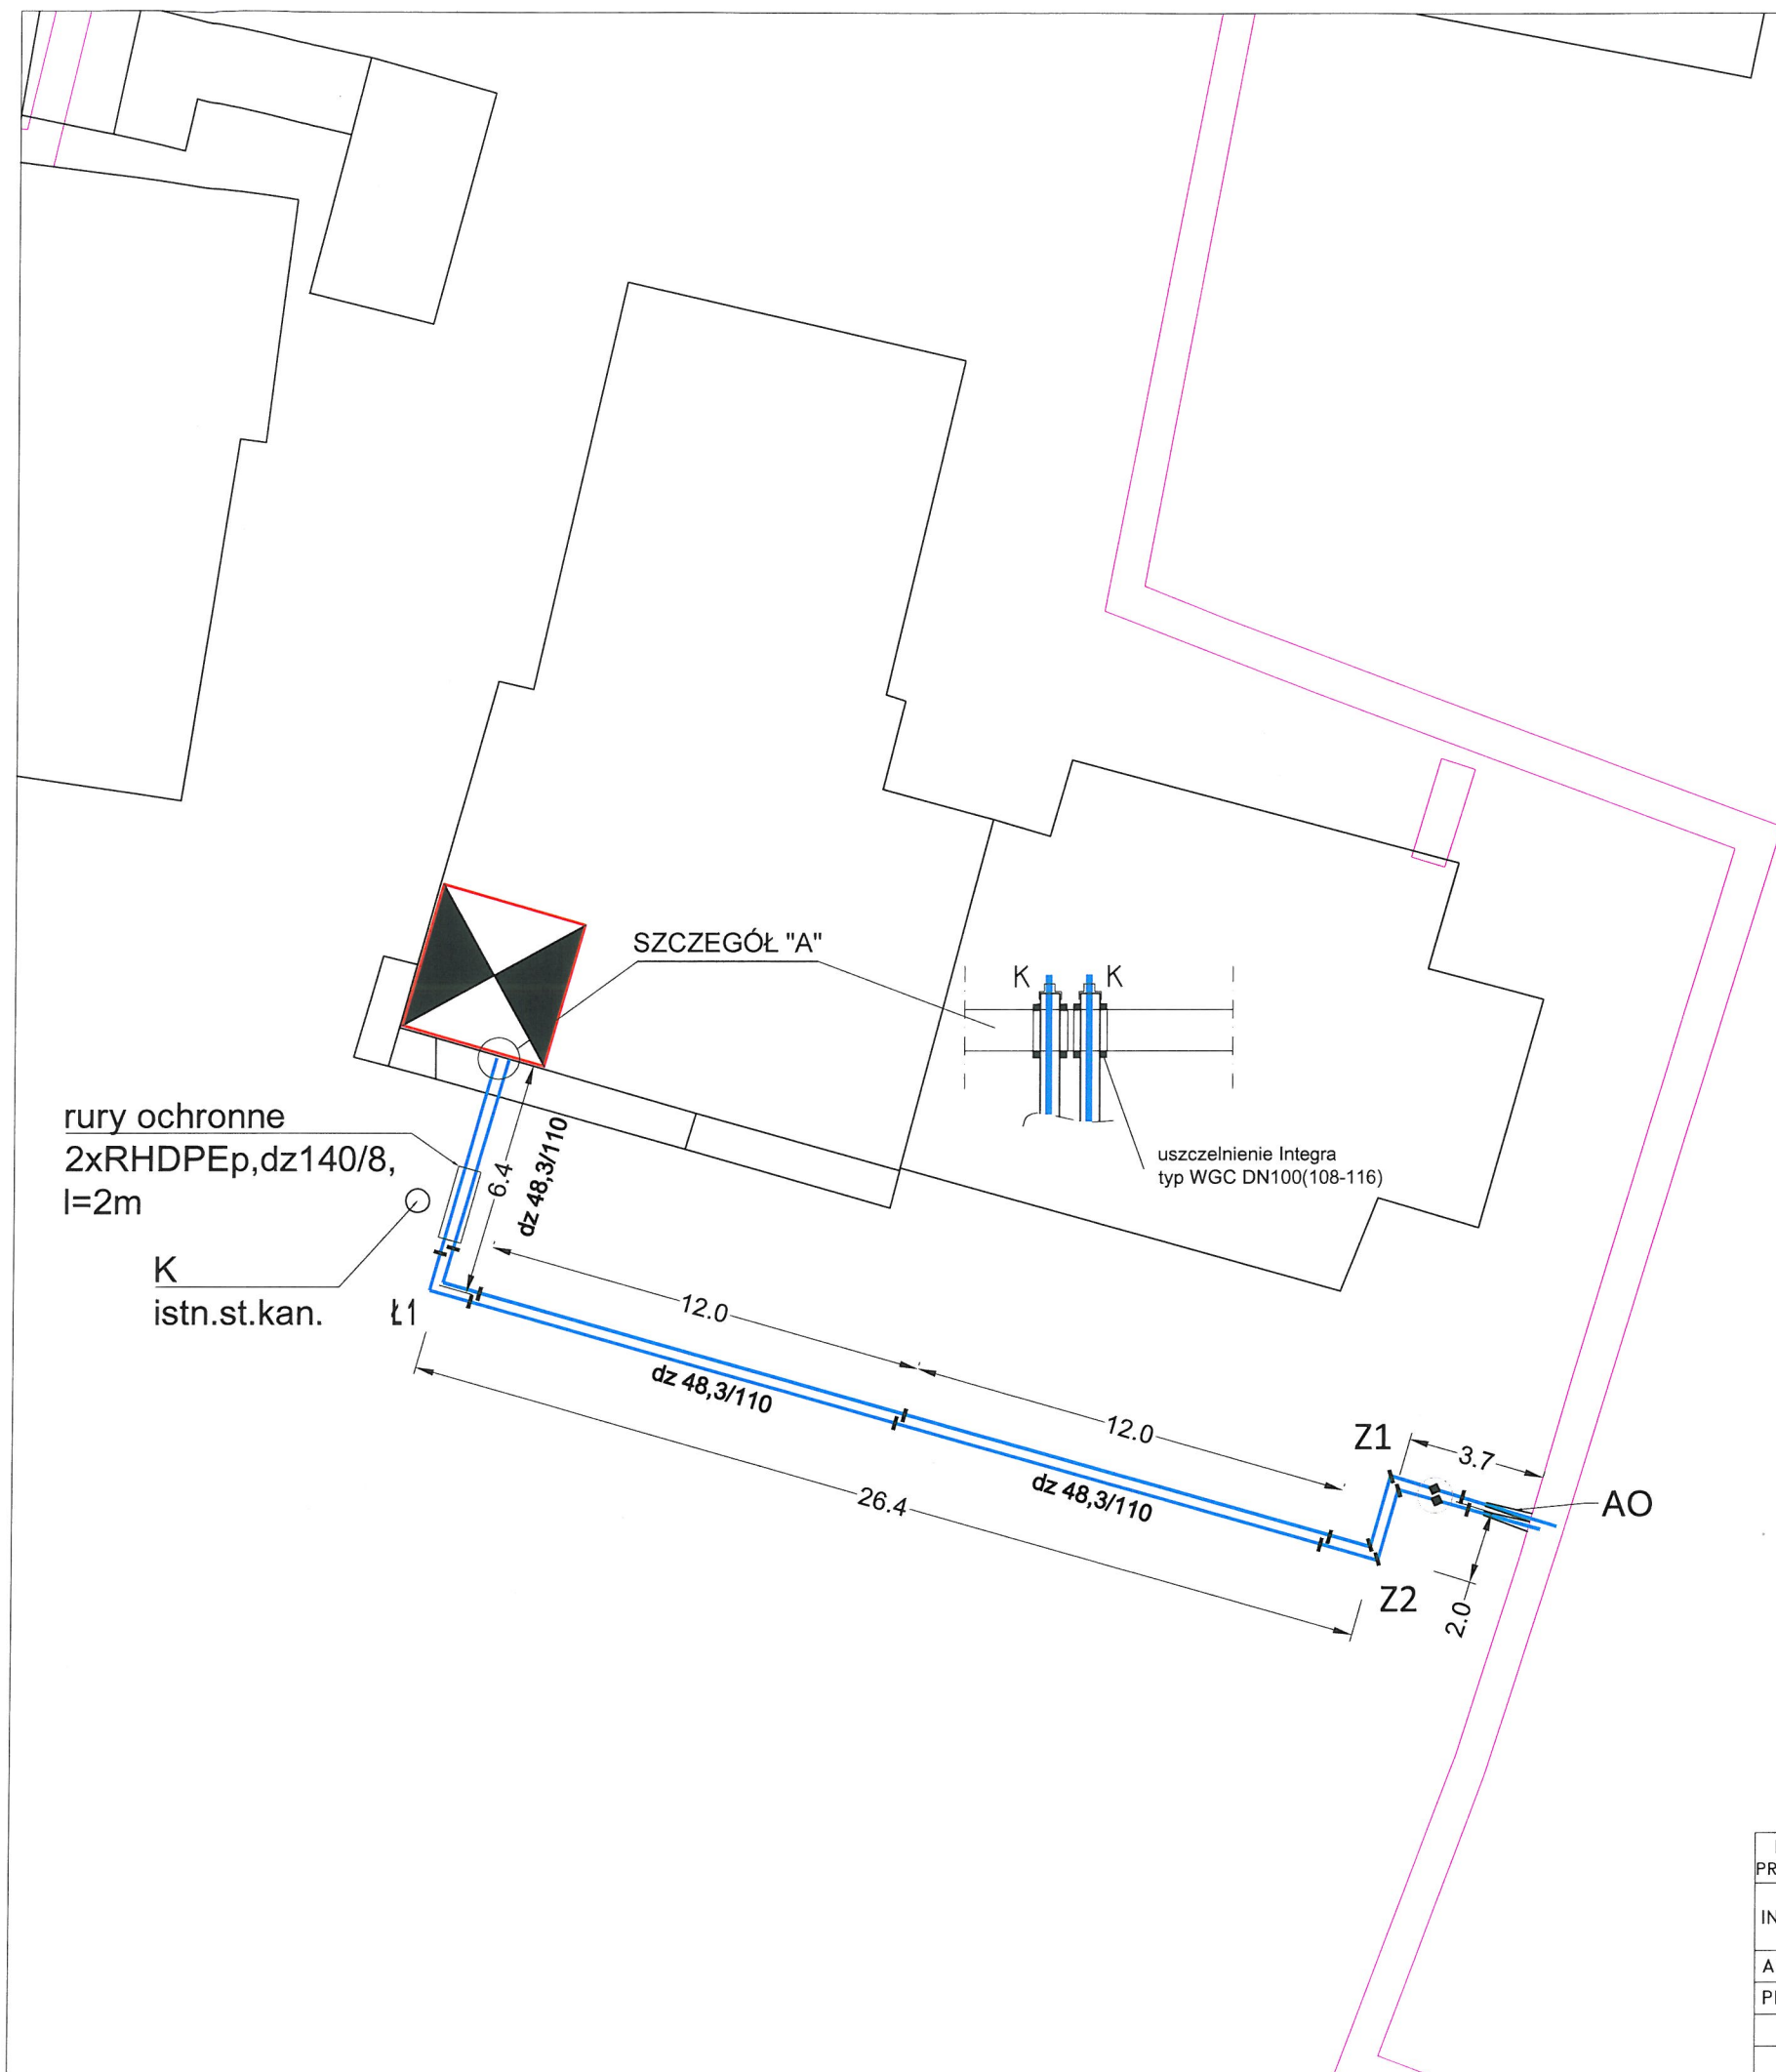 SZCZEGÓŁ "A"
K
K
uszczelnienie Integra
typ WGC DN100(108-116)
rury ochronne
2xRHDPEp,dz140/8,
l=2m
K
istn.st.kan.
Ł1
6.4
dz 48,3/110
12.0
dz 48,3/110
12.0
dz 48,3/110
26.4
Z1
3.7
AO
Z2
2.0
PR
IN
A